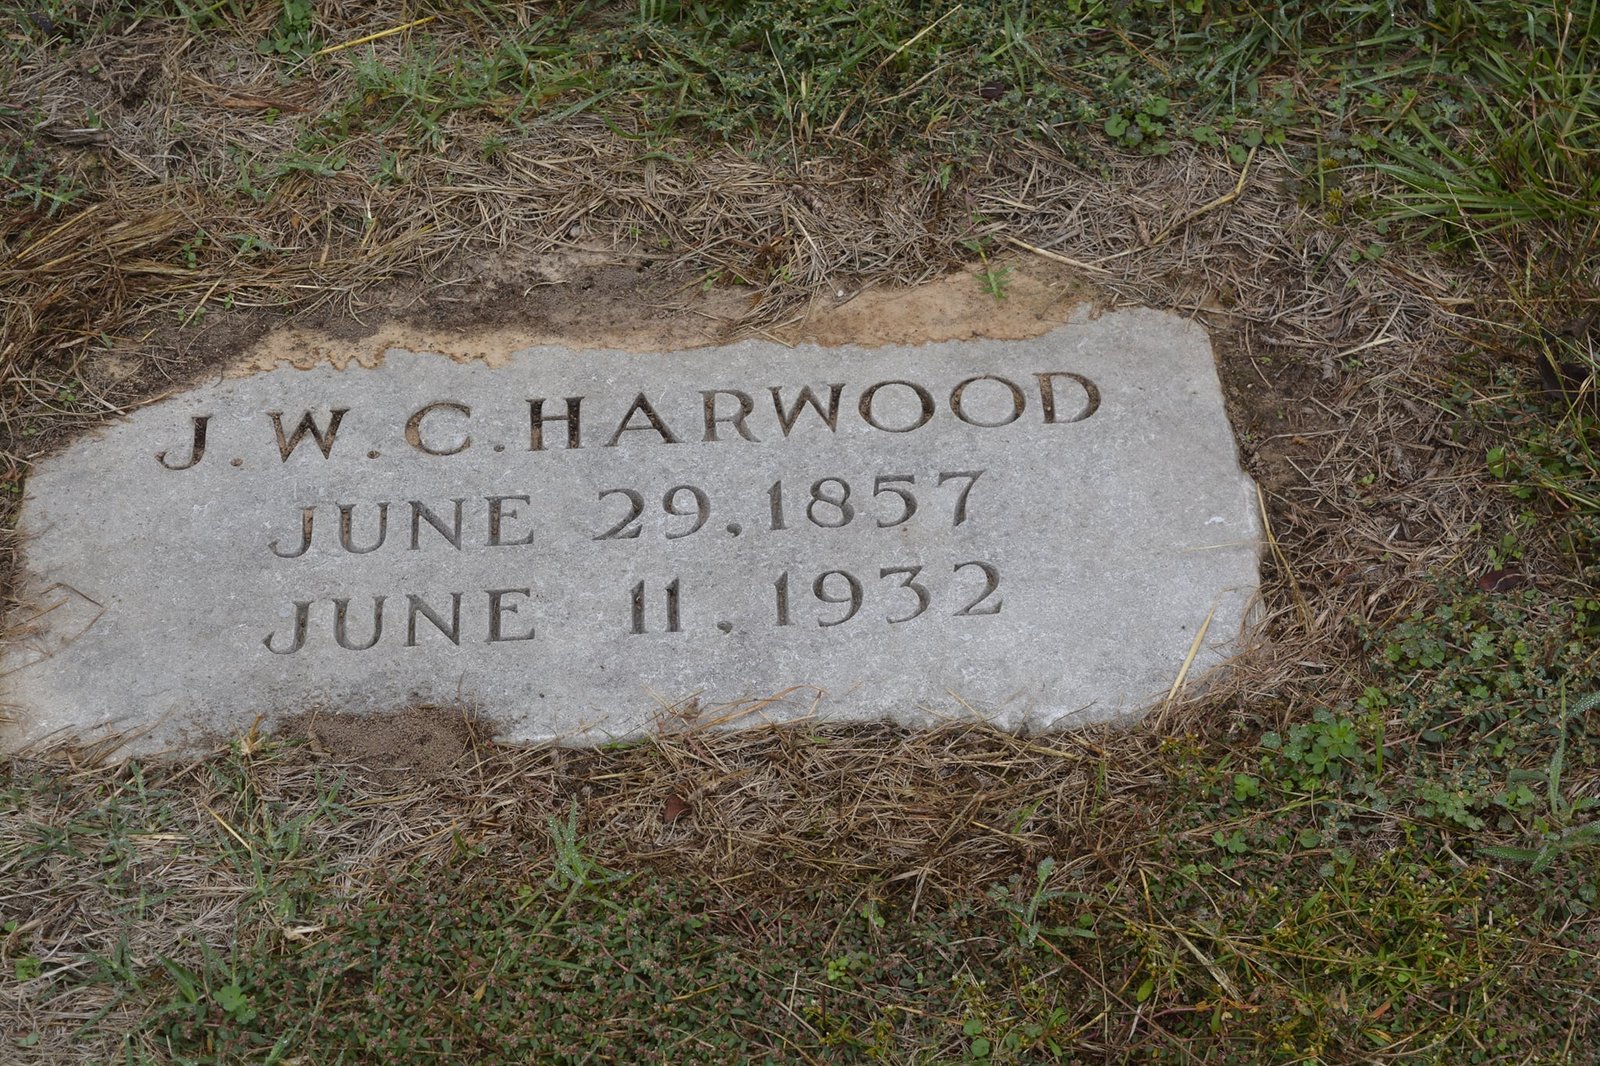 J. W. C. HARWOOD
JUNE 29, 1857
JUNE 11, 1932